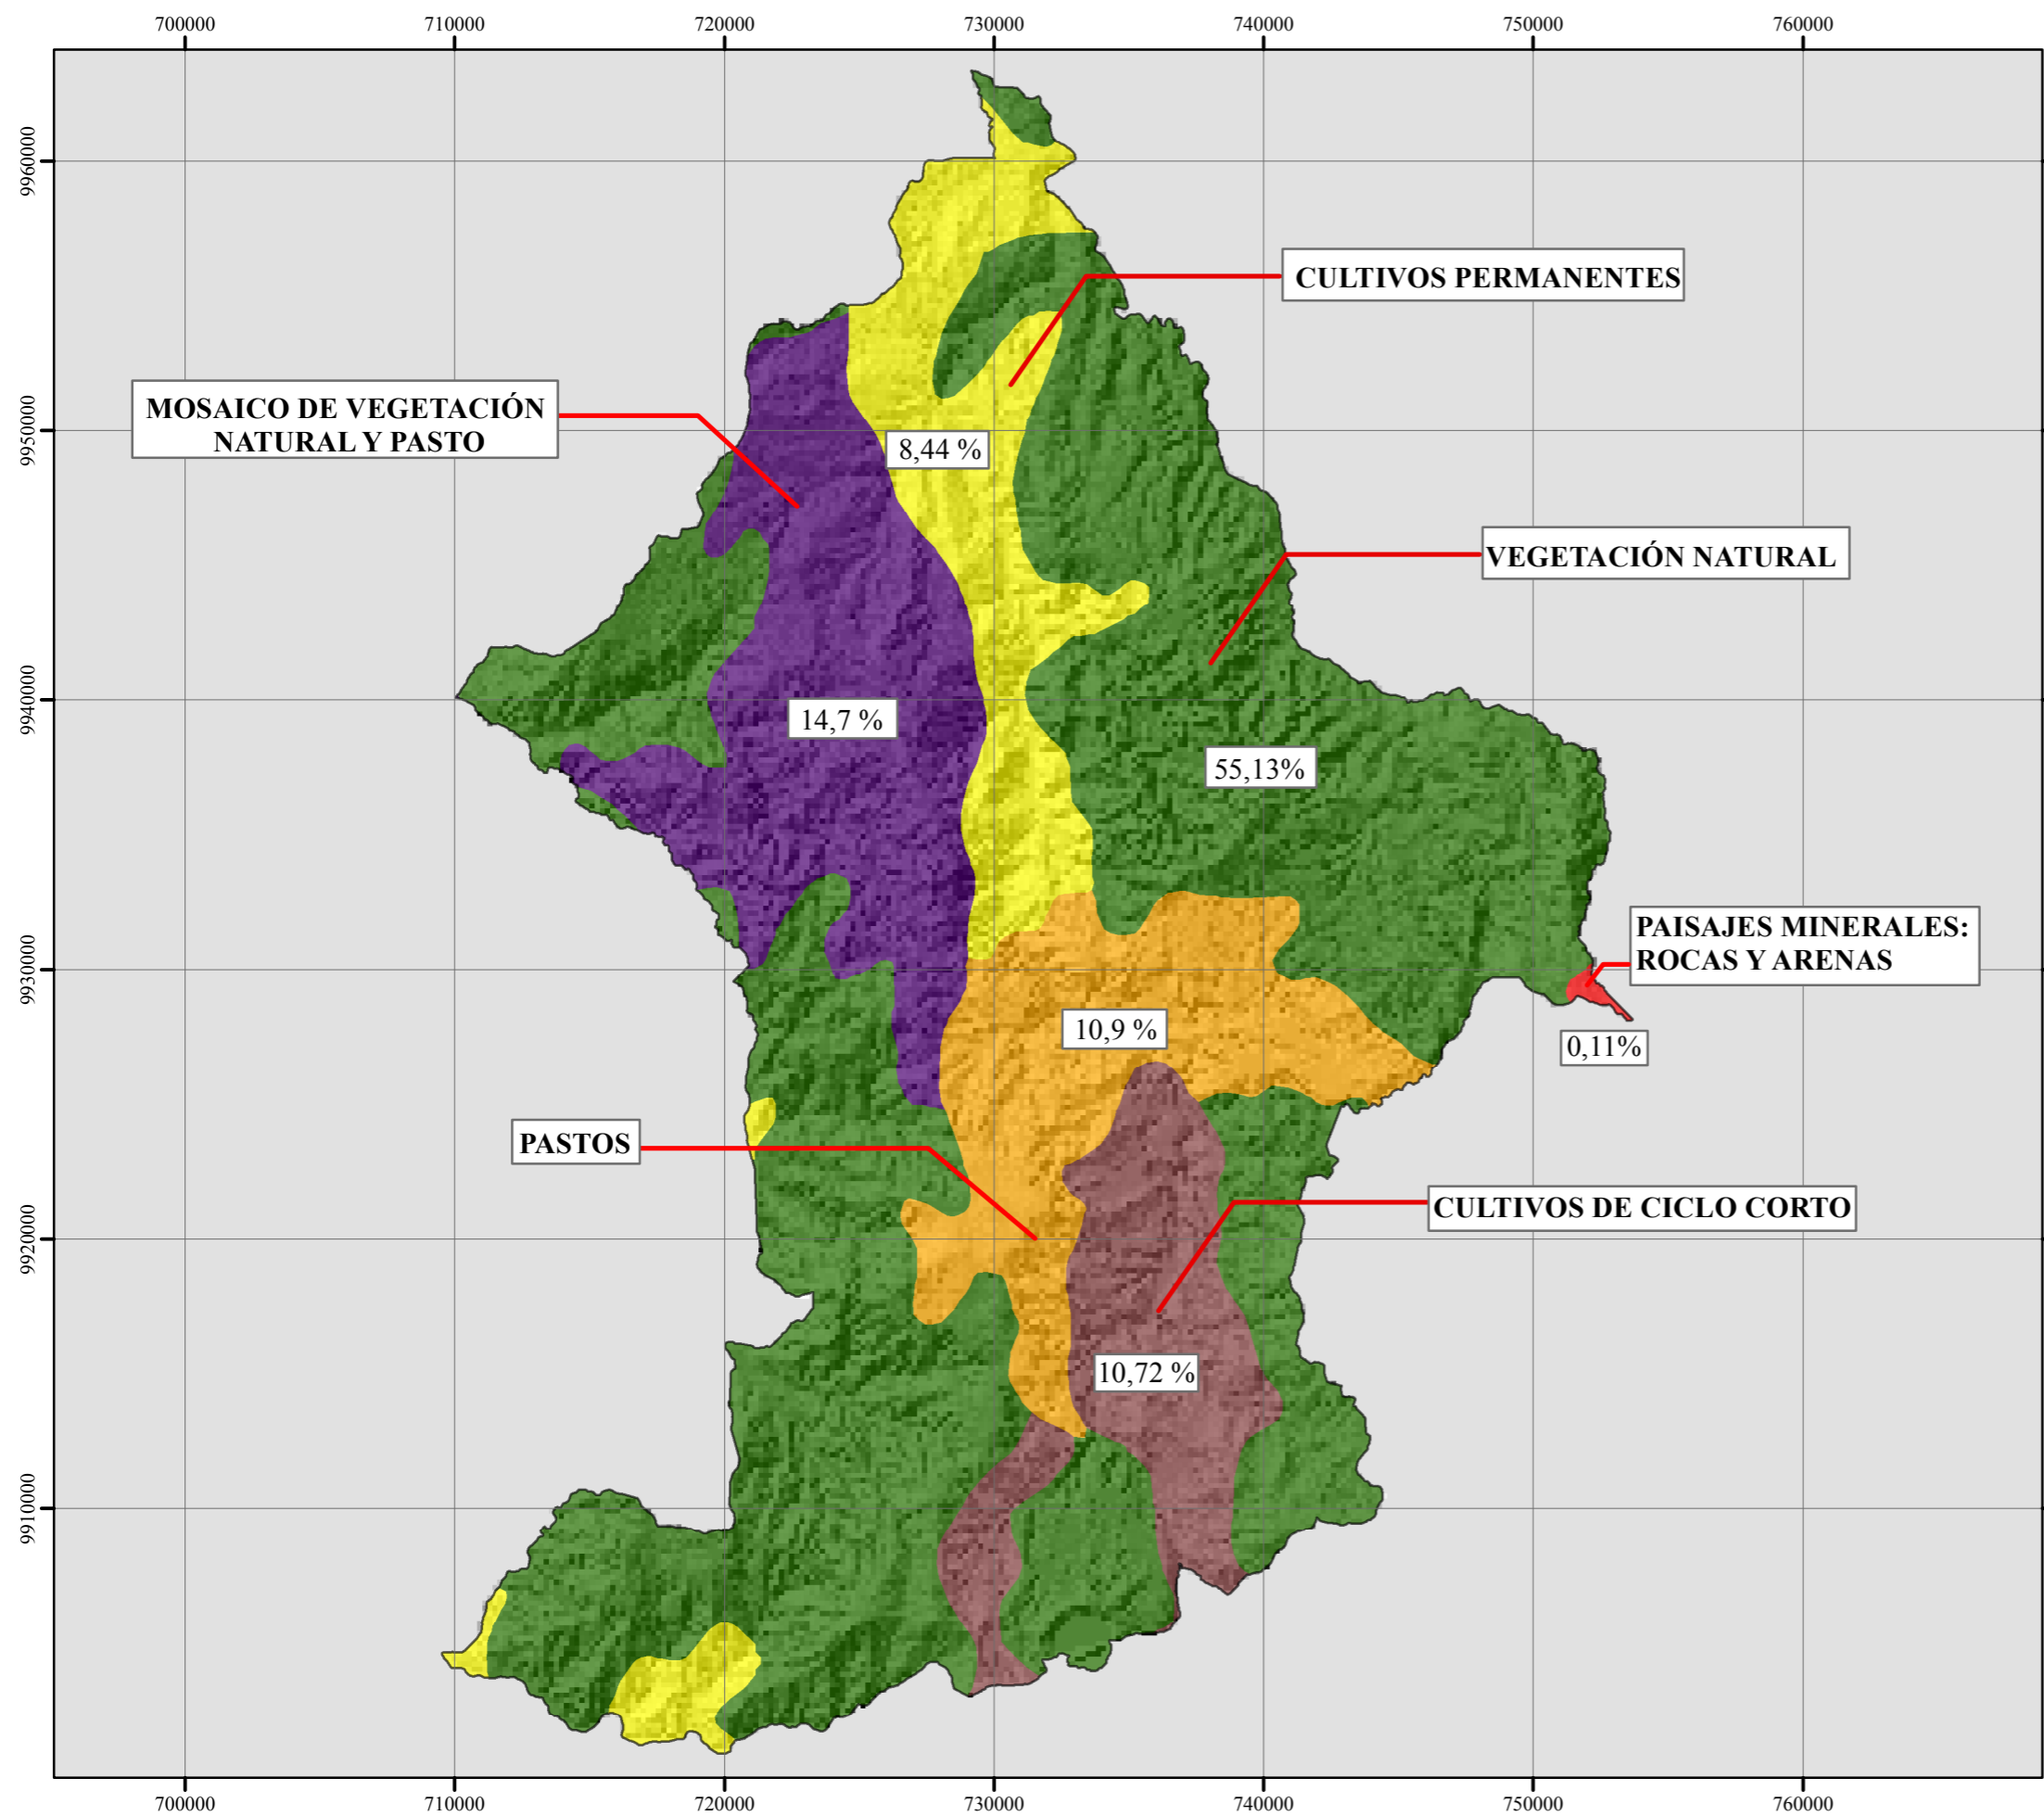 700000 710000 720000 730000 740000 750000 760000
9960000
CULTIVOS PERMANENTES
MOSAICO DE VEGETACIÓN
NATURAL Y PASTO
9950000
8,44 %
VEGETACIÓN NATURAL
9940000
14,7 %
55,13%
PAISAJES MINERALES:
ROCAS Y ARENAS
9930000
10,9 %
0,11%
PASTOS
CULTIVOS DE CICLO CORTO
9920000
10,72 %
9910000
700000 710000 720000 730000 740000 750000 760000